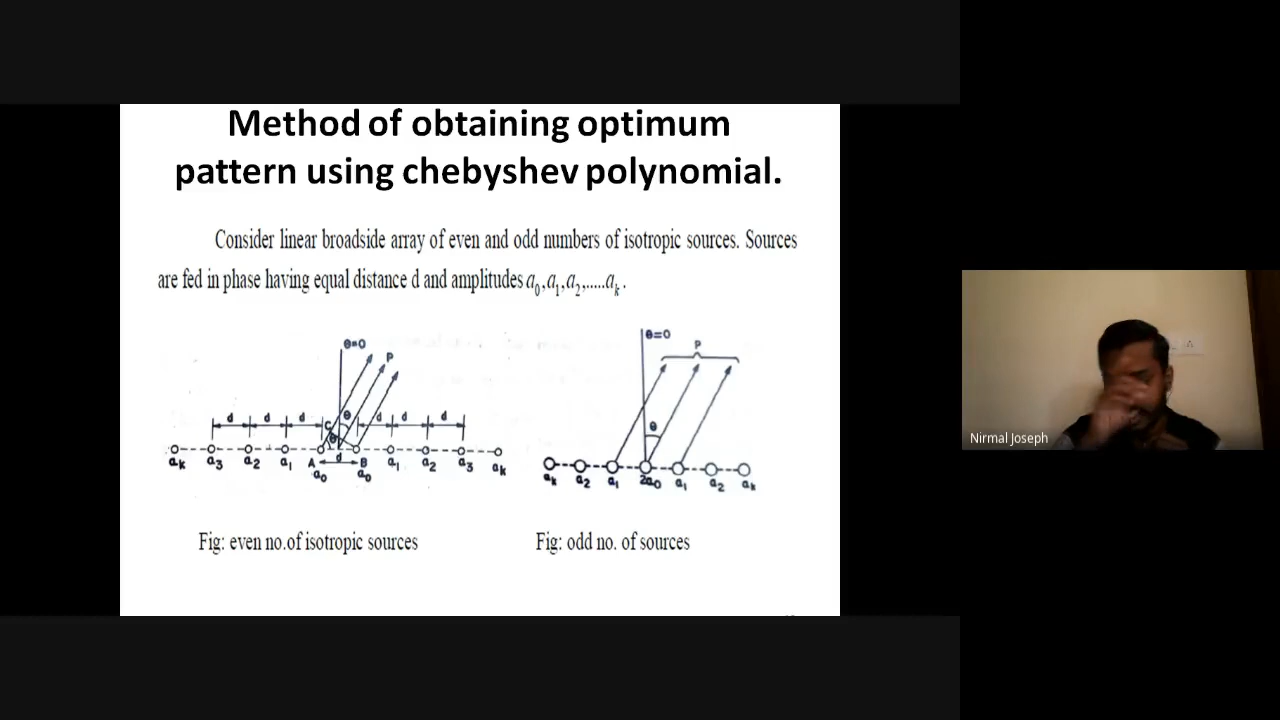 Method of obtaining optimum
pattern using chebyshev polynomial.
Consider linear broadside array of even and odd numbers of isotropic sources. Sources
are fed in phase having equal distance d and amplitudes a₀,a₁,a₂,.....aₖ.
θ=0 P
θ
d d d C d d d
θ
aₖ a₃ a₂ a₁ A d B a₁ a₂ a₃ aₖ
a₀ a₀
θ=0 P
θ
aₖ a₂ a₁ 2a₀ a₁ a₂ aₖ
Fig: even no.of isotropic sources
Fig: odd no. of sources
Nirmal Joseph